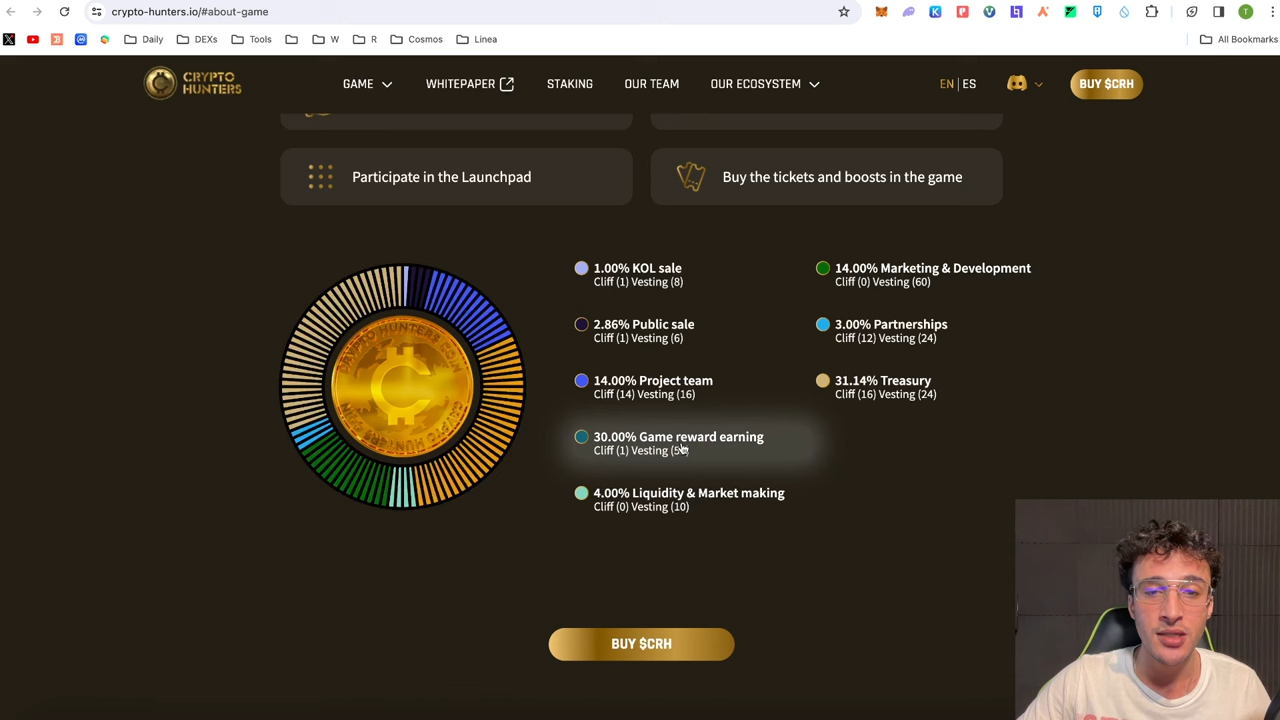 crypto-hunters.io/#about-game
Daily
DEXs
Tools
W
R
Cosmos
Linea
All Bookmarks
CRYPTO
HUNTERS
GAME
WHITEPAPER
STAKING
OUR TEAM
OUR ECOSYSTEM
EN | ES
BUY $CRH
Participate in the Launchpad
Buy the tickets and boosts in the game
1.00% KOL sale
Cliff (1) Vesting (8)
2.86% Public sale
Cliff (1) Vesting (6)
14.00% Project team
Cliff (14) Vesting (16)
30.00% Game reward earning
Cliff (1) Vesting
4.00% Liquidity & Market making
Cliff (0) Vesting (10)
14.00% Marketing & Development
Cliff (0) Vesting (60)
3.00% Partnerships
Cliff (12) Vesting (24)
31.14% Treasury
Cliff (16) Vesting (24)
CRYPTO HUNTERS COIN
BUY $CRH